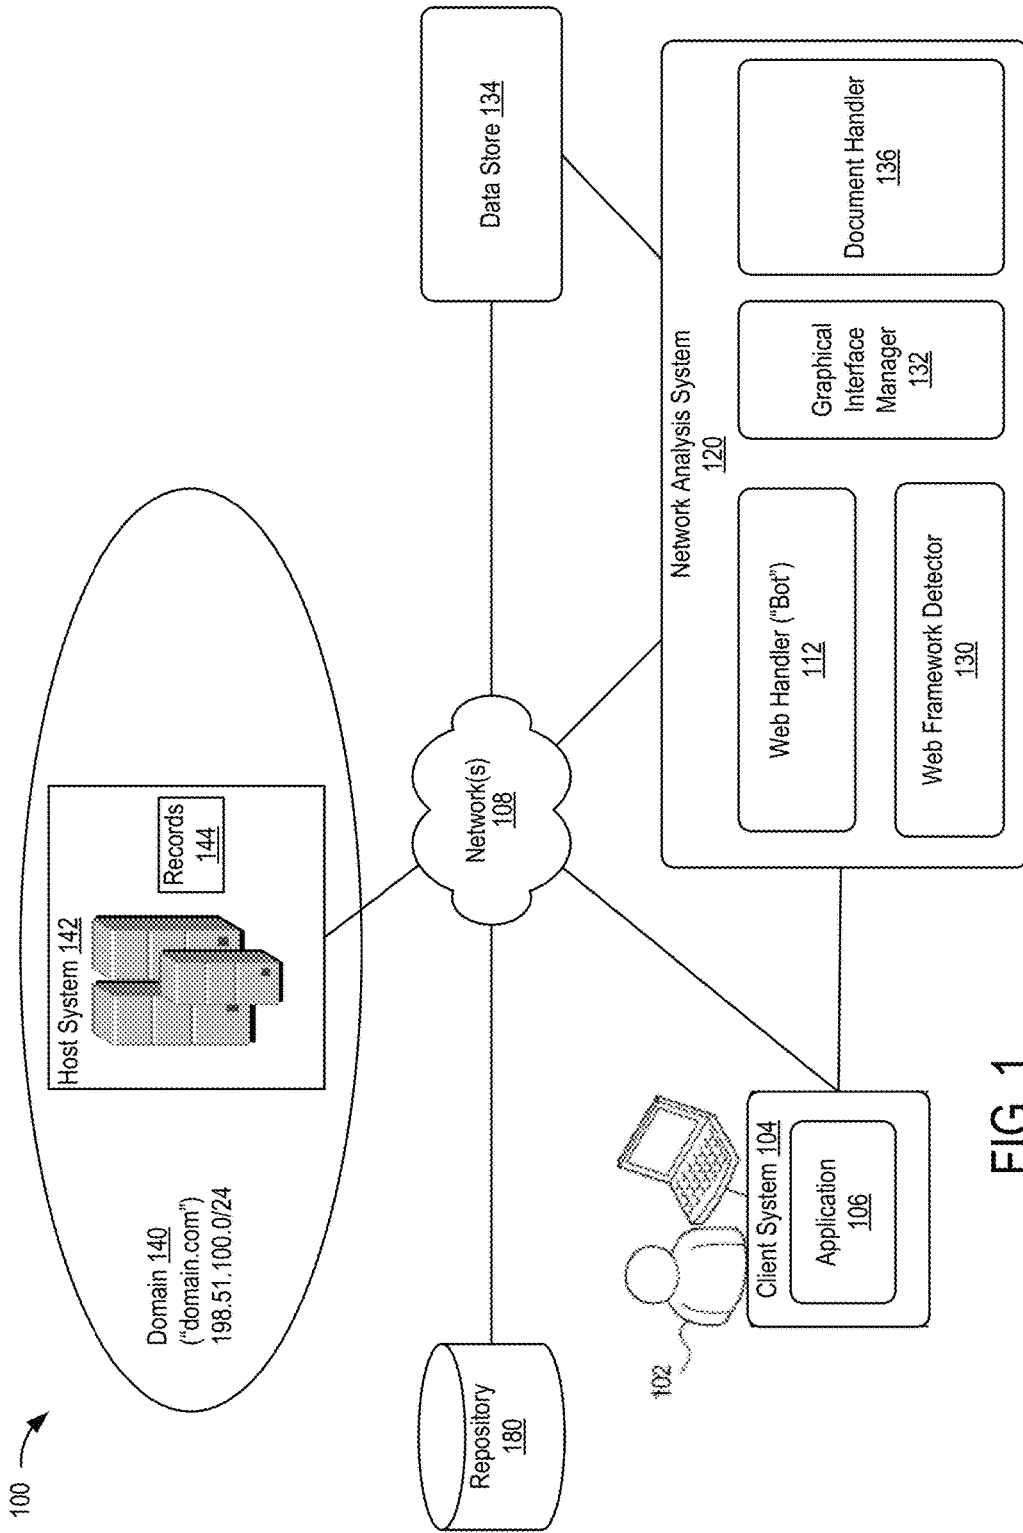 100
Domain 140
("domain.com")
198.51.100.0/24
Host System 142
Records
144
Repository
180
Network(s)
108
Data Store 134
102
Client System 104
Application
106
Network Analysis System
120
Web Handler ("Bot")
112
Web Framework Detector
130
Graphical
Interface
Manager
132
Document Handler
136
FIG. 1